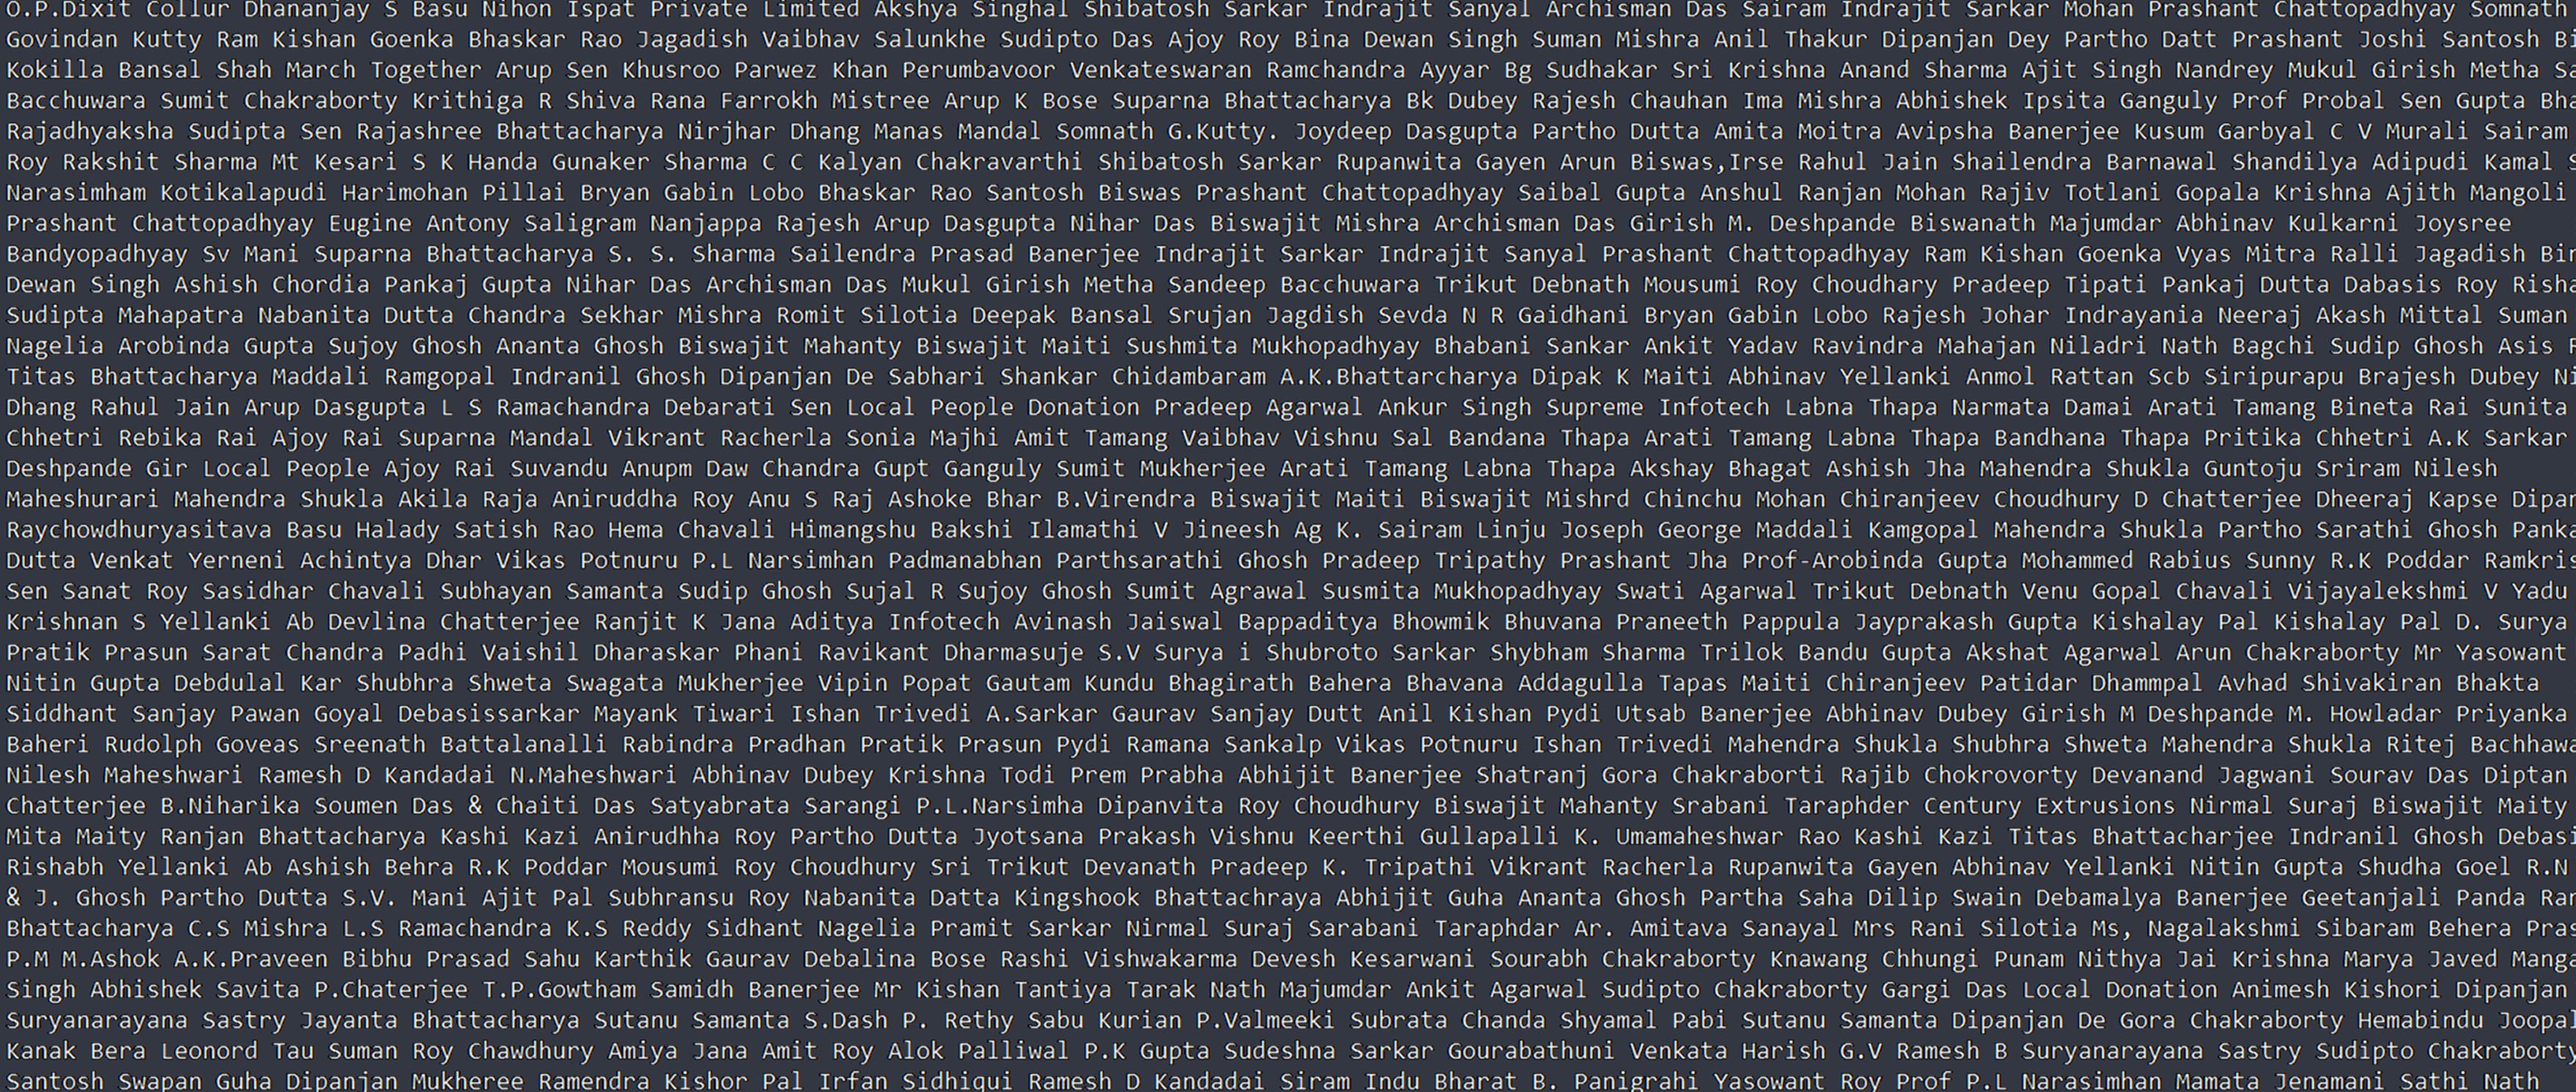 O.P.Dixit Collur Dhananjay S Basu Nihon Ispat Private Limited Akshya Singhal Shibatosh Sarkar Indrajit Sanyal Archisman Das Sairam Indrajit Sarkar Mohan Prashant Chattopadhyay Somnath
Govindan Kutty Ram Kishan Goenka Bhaskar Rao Jagadish Vaibhav Salunkhe Sudipto Das Ajoy Roy Bina Dewan Singh Suman Mishra Anil Thakur Dipanjan Dey Partho Datt Prashant Joshi Santosh
Kokilla Bansal Shah March Together Arup Sen Khusroo Parwez Khan Perumbavoor Venkateswaran Ramchandra Ayyar Bg Sudhakar Sri Krishna Anand Sharma Ajit Singh Nandrey Mukul Girish Metha
Bacchuwara Sumit Chakraborty Krithiga R Shiva Rana Farrokh Mistree Arup K Bose Suparna Bhattacharya Bk Dubey Rajesh Chauhan Ima Mishra Abhishek Ipsita Ganguly Prof Probal Sen Gupta
Rajadhyaksha Sudipta Sen Rajashree Bhattacharya Nirjhar Dhang Manas Mandal Somnath G.Kutty. Joydeep Dasgupta Partho Dutta Amita Moitra Avipsha Banerjee Kusum Garbyal C V Murali Sairam
Roy Rakshit Sharma Mt Kesari S K Handa Gunaker Sharma C C Kalyan Chakravarthi Shibatosh Sarkar Rupanwita Gayen Arun Biswas,Irse Rahul Jain Shailendra Barnawal Shandilya Adipudi Kamal
Narasimham Kotikalapudi Harimohan Pillai Bryan Gabin Lobo Bhaskar Rao Santosh Biswas Prashant Chattopadhyay Saibal Gupta Anshul Ranjan Mohan Rajiv Totlani Gopala Krishna Ajith Mangoli
Prashant Chattopadhyay Eugine Antony Saligram Nanjappa Rajesh Arup Dasgupta Nihar Das Biswajit Mishra Archisman Das Girish M. Deshpande Biswanath Majumdar Abhinav Kulkarni Joysree
Bandyopadhyay Sv Mani Suparna Bhattacharya S. S. Sharma Sailendra Prasad Banerjee Indrajit Sarkar Indrajit Sanyal Prashant Chattopadhyay Ram Kishan Goenka Vyas Mitra Ralli Jagadish
Dewan Singh Ashish Chordia Pankaj Gupta Nihar Das Archisman Das Mukul Girish Metha Sandeep Bacchuwara Trikut Debnath Mousumi Roy Choudhary Pradeep Tipati Pankaj Dutta Dabasis Roy
Sudipta Mahapatra Nabanita Dutta Chandra Sekhar Mishra Romit Silotia Deepak Bansal Srujan Jagdish Sevda N R Gaidhani Bryan Gabin Lobo Rajesh Johar Indrayania Neeraj Akash Mittal Suman
Nagelia Arobinda Gupta Sujoy Ghosh Ananta Ghosh Biswajit Mahanty Biswajit Maiti Sushmita Mukhopadhyay Bhabani Sankar Ankit Yadav Ravindra Mahajan Niladri Nath Bagchi Sudip Ghosh Asis
Titas Bhattacharya Maddali Ramgopal Indranil Ghosh Dipanjan De Sabhari Shankar Chidambaram A.K.Bhattarcharya Dipak K Maiti Abhinav Yellanki Anmol Rattan Scb Siripurapu Brajesh Dubey
Dhang Rahul Jain Arup Dasgupta L S Ramachandra Debarati Sen Local People Donation Pradeep Agarwal Ankur Singh Supreme Infotech Labna Thapa Narmata Damai Arati Tamang Bineta Rai Sunita
Chhetri Rebika Rai Ajoy Rai Suparna Mandal Vikrant Racherla Sonia Majhi Amit Tamang Vaibhav Vishnu Sal Bandana Thapa Arati Tamang Labna Thapa Bandhana Thapa Pritika Chhetri A.K Sarkar
Deshpande Gir Local People Ajoy Rai Suvandu Anupm Daw Chandra Gupt Ganguly Sumit Mukherjee Arati Tamang Labna Thapa Akshay Bhagat Ashish Jha Mahendra Shukla Guntoju Sriram Nilesh
Maheshurari Mahendra Shukla Akila Raja Aniruddha Roy Anu S Raj Ashoke Bhar B.Virendra Biswajit Maiti Biswajit Mishrd Chinchu Mohan Chiranjeev Choudhury D Chatterjee Dheeraj Kapse
Raychowdhuryasitava Basu Halady Satish Rao Hema Chavali Himangshu Bakshi Ilamathi V Jineesh Ag K. Sairam Linju Joseph George Maddali Kamgopal Mahendra Shukla Partho Sarathi Ghosh
Dutta Venkat Yerneni Achintya Dhar Vikas Potnuru P.L Narsimhan Padmanabhan Parthsarathi Ghosh Pradeep Tripathy Prashant Jha Prof-Arobinda Gupta Mohammed Rabius Sunny R.K Poddar
Sen Sanat Roy Sasidhar Chavali Subhayan Samanta Sudip Ghosh Sujal R Sujoy Ghosh Sumit Agrawal Susmita Mukhopadhyay Swati Agarwal Trikut Debnath Venu Gopal Chavali Vijayalekshmi V Yadu
Krishnan S Yellanki Ab Devlina Chatterjee Ranjit K Jana Aditya Infotech Avinash Jaiswal Bappaditya Bhowmik Bhuvana Praneeth Pappula Jayprakash Gupta Kishalay Pal Kishalay Pal D. Surya
Pratik Prasun Sarat Chandra Padhi Vaishil Dharaskar Phani Ravikant Dharmasuje S.V Surya i Shubroto Sarkar Shybham Sharma Trilok Bandu Gupta Akshat Agarwal Arun Chakraborty Mr Yasowant
Nitin Gupta Debdulal Kar Shubhra Shweta Swagata Mukherjee Vipin Popat Gautam Kundu Bhagirath Bahera Bhavana Addagulla Tapas Maiti Chiranjeev Patidar Dhammpal Avhad Shivakiran Bhakta
Siddhant Sanjay Pawan Goyal Debasissarkar Mayank Tiwari Ishan Trivedi A.Sarkar Gaurav Sanjay Dutt Anil Kishan Pydi Utsab Banerjee Abhinav Dubey Girish M Deshpande M. Howladar Priyanka
Baheri Rudolph Goveas Sreenath Battalanalli Rabindra Pradhan Pratik Prasun Pydi Ramana Sankalp Vikas Potnuru Ishan Trivedi Mahendra Shukla Shubhra Shweta Mahendra Shukla Ritej
Nilesh Maheshwari Ramesh D Kandadai N.Maheshwari Abhinav Dubey Krishna Todi Prem Prabha Abhijit Banerjee Shatranj Gora Chakraborti Rajib Chokrovorty Devanand Jagwani Sourav Das Diptan
Chatterjee B.Niharika Soumen Das & Chaiti Das Satyabrata Sarangi P.L.Narsimha Dipanvita Roy Choudhury Biswajit Mahanty Srabani Taraphder Century Extrusions Nirmal Suraj Biswajit Maity
Mita Maity Ranjan Bhattacharya Kashi Kazi Anirudhha Roy Partho Dutta Jyotsana Prakash Vishnu Keerthi Gullapalli K. Umamaheshwar Rao Kashi Kazi Titas Bhattacharjee Indranil Ghosh
Rishabh Yellanki Ab Ashish Behra R.K Poddar Mousumi Roy Choudhury Sri Trikut Devanath Pradeep K. Tripathi Vikrant Racherla Rupanwita Gayen Abhinav Yellanki Nitin Gupta Shudha Goel R.N
& J. Ghosh Partho Dutta S.V. Mani Ajit Pal Subhransu Roy Nabanita Datta Kingshook Bhattachraya Abhijit Guha Ananta Ghosh Partha Saha Dilip Swain Debamalya Banerjee Geetanjali Panda
Bhattacharya C.S Mishra L.S Ramachandra K.S Reddy Sidhant Nagelia Pramit Sarkar Nirmal Suraj Sarabani Taraphdar Ar. Amitava Sanayal Mrs Rani Silotia Ms, Nagalakshmi Sibaram Behera
P.M M.Ashok A.K.Praveen Bibhu Prasad Sahu Karthik Gaurav Debalina Bose Rashi Vishwakarma Devesh Kesarwani Sourabh Chakraborty Knawang Chhungi Punam Nithya Jai Krishna Marya Javed
Singh Abhishek Savita P.Chaterjee T.P.Gowtham Samidh Banerjee Mr Kishan Tantiya Tarak Nath Majumdar Ankit Agarwal Sudipto Chakraborty Gargi Das Local Donation Animesh Kishori Dipanjan
Suryanarayana Sastry Jayanta Bhattacharya Sutanu Samanta S.Dash P. Rethy Sabu Kurian P.Valmeeki Subrata Chanda Shyamal Pabi Sutanu Samanta Dipanjan De Gora Chakraborty Hemabindu
Kanak Bera Leonord Tau Suman Roy Chawdhury Amiya Jana Amit Roy Alok Palliwal P.K Gupta Sudeshna Sarkar Gourabathuni Venkata Harish G.V Ramesh B Suryanarayana Sastry Sudipto Chakraborty
Santosh Swapan Guha Dipanjan Mukheree Ramendra Kishor Pal Irfan Sidhiqui Ramesh D Kandadai Siram Indu Bharat B. Panigrahi Yasowant Roy Prof P.L Narasimhan Mamata Jenamani Sathi Nath